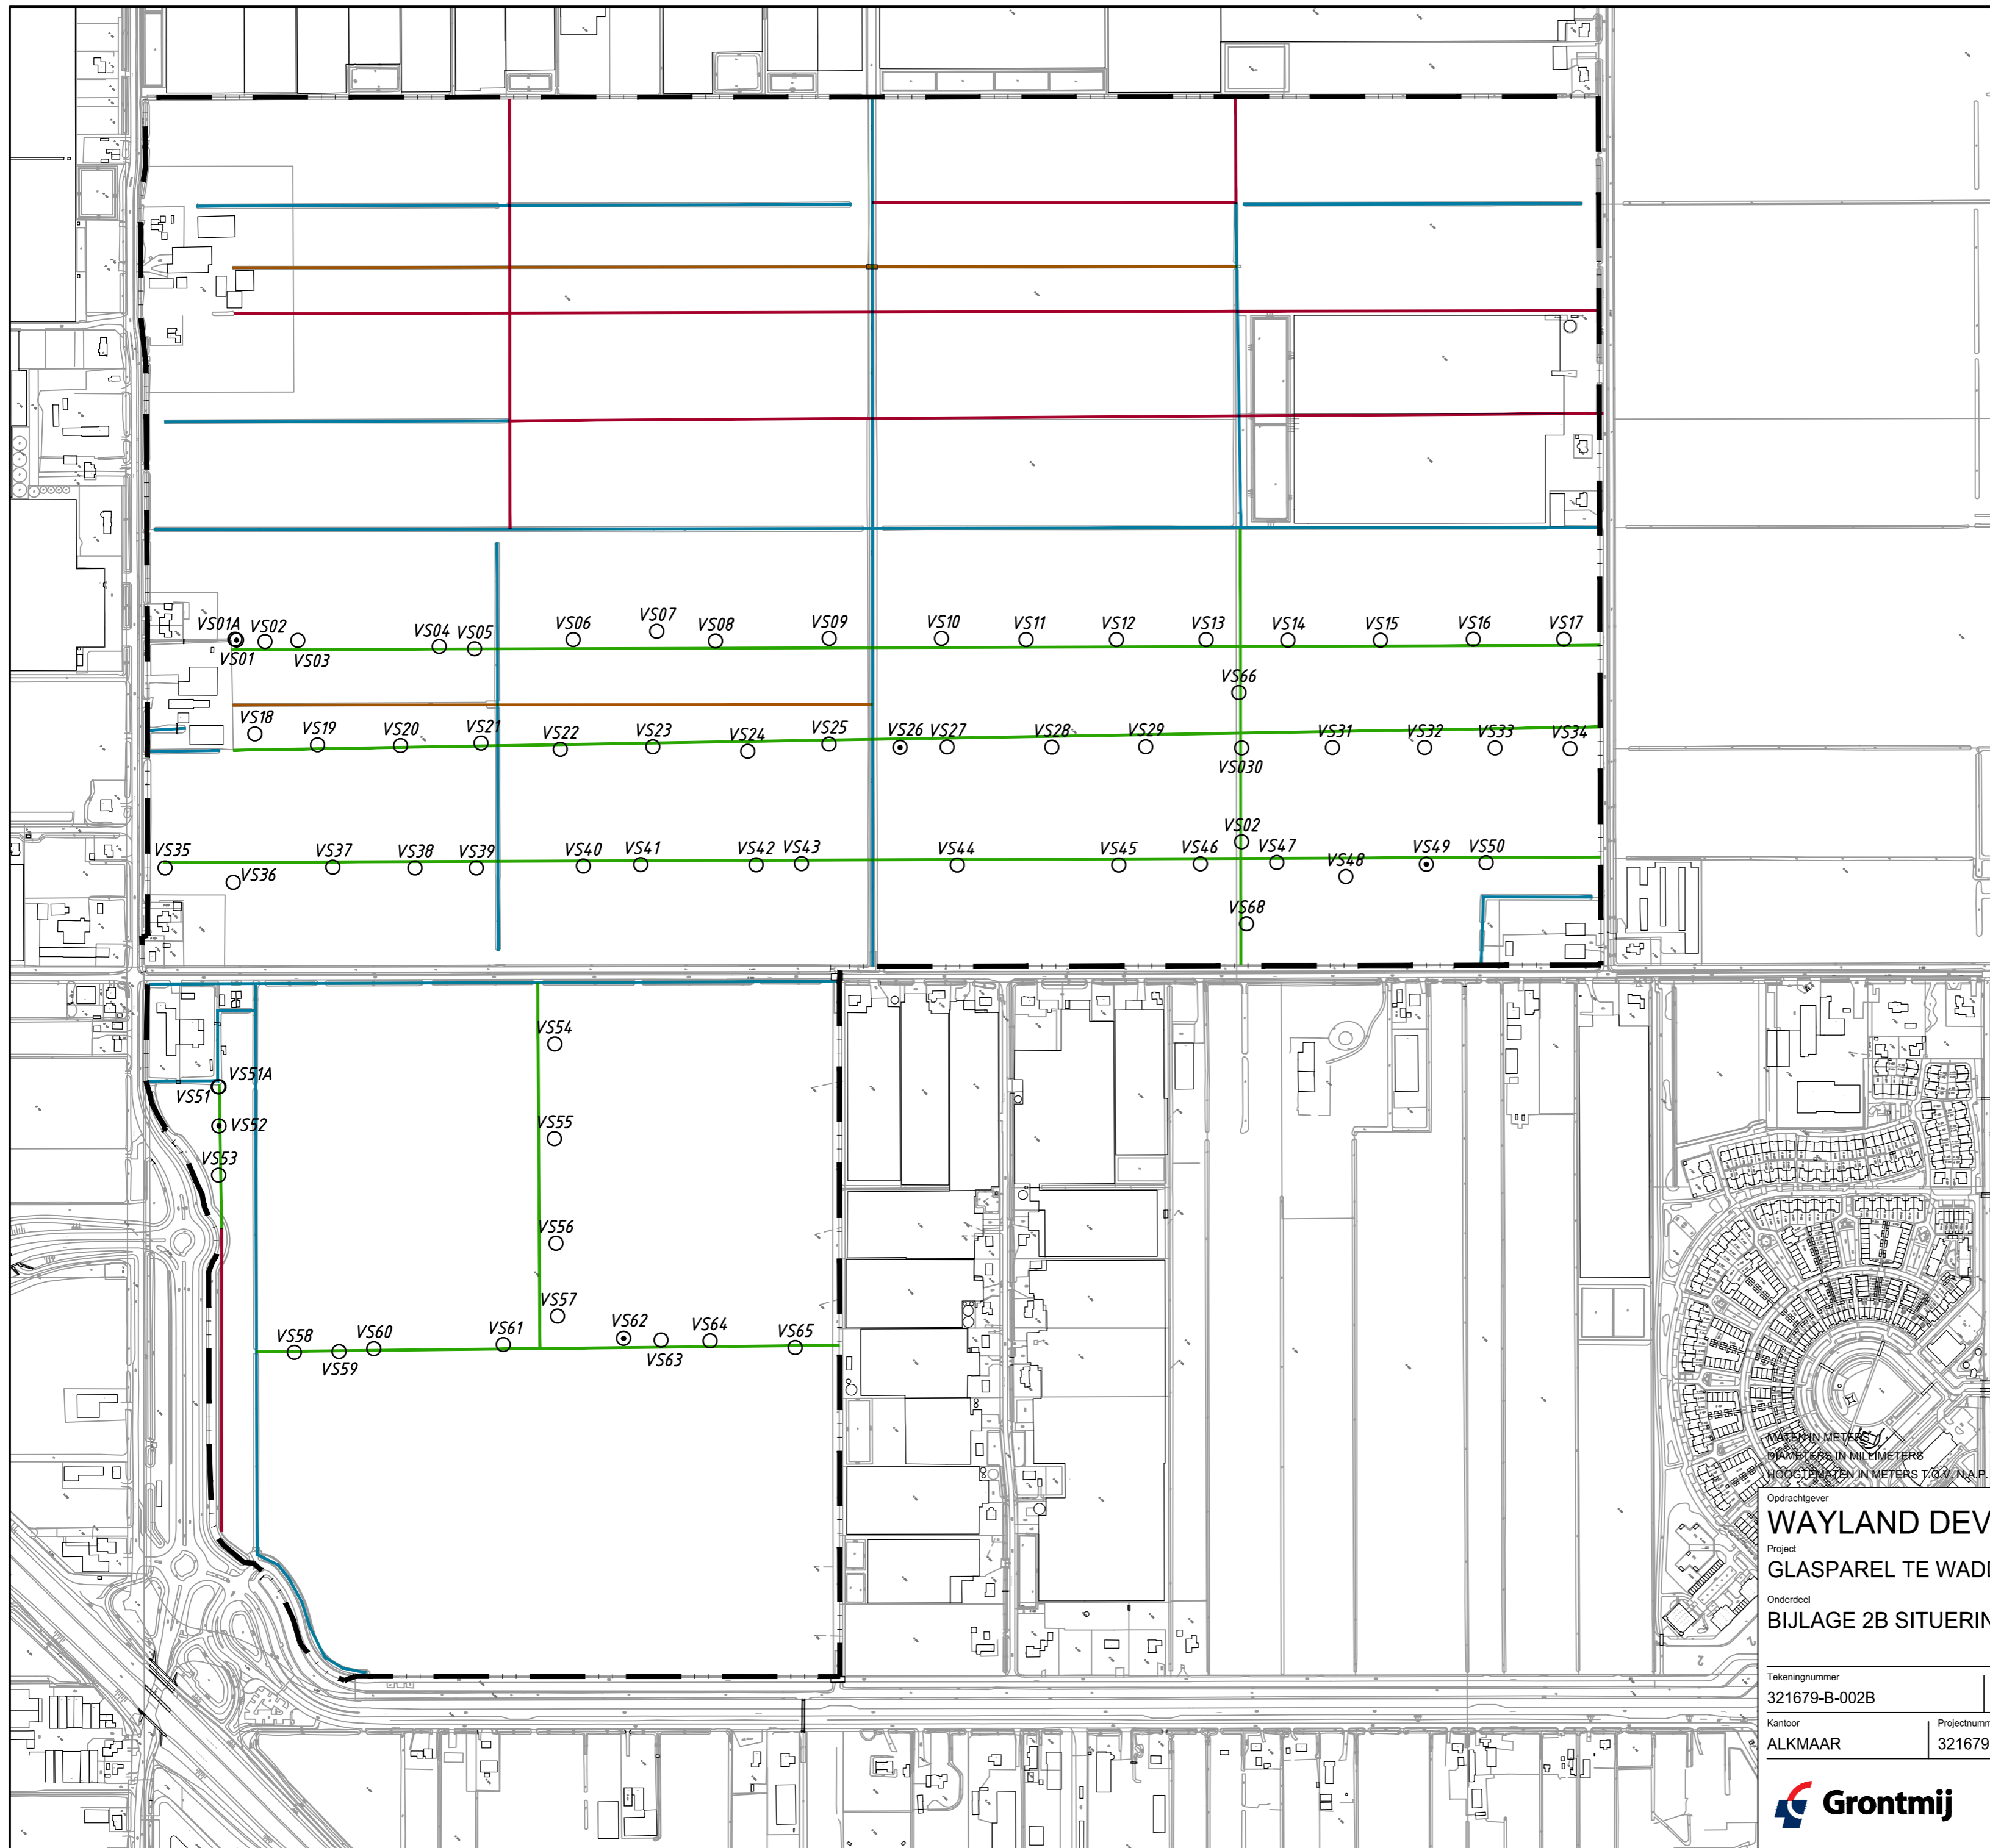 VS01A VS02 VS04 VS05 VS06 VS07 VS08 VS09 VS10 VS11 VS12 VS13 VS14 VS15 VS16 VS17
VS01 VS03
VS66
VS18 VS19 VS20 VS21 VS22 VS23 VS24 VS25 VS26 VS27 VS28 VS29 VS31 VS32 VS33 VS34
VS030
VS02
VS35 VS37 VS38 VS39 VS40 VS41 VS42 VS43 VS44 VS45 VS46 VS47 VS48 VS49 VS50
VS36
VS68
VS54
VS51A
VS51
VS52
VS55
VS53
VS56
VS57
VS58 VS60 VS61 VS62 VS64 VS65
VS59 VS63
MATEN IN METERS
DIAMETERS IN MILLIMETERS
HOOGTEMATEN IN METERS T.O.V. N.A.P.
Opdrachtgever
WAYLAND DEV
Project
GLASPAREL TE WADD
Onderdeel
BIJLAGE 2B SITUERIN
Tekeningnummer
321679-B-002B
Kantoor Projectnumm
ALKMAAR 321679
Grontmij